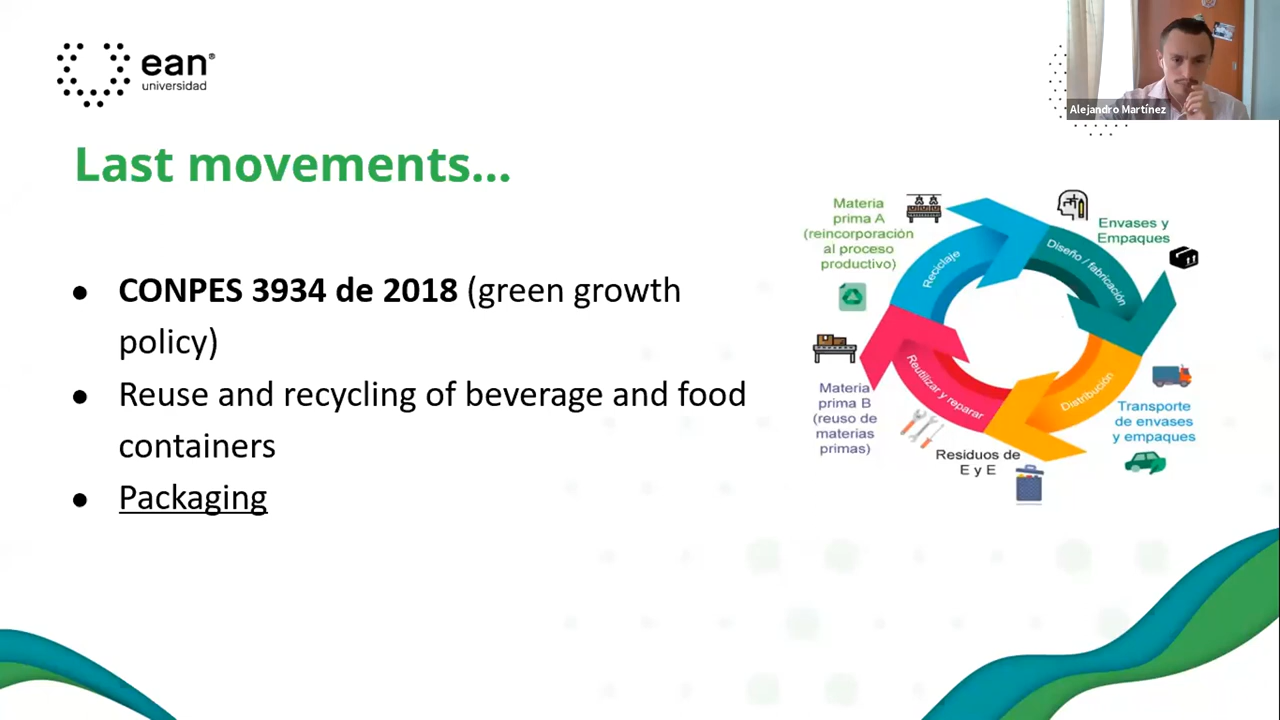 ean®
universidad
Alejandro Martínez
Last movements...
● CONPES 3934 de 2018 (green growth
policy)
● Reuse and recycling of beverage and food
containers
● Packaging
Materia
prima A
(reincorporación
al proceso
productivo)
Envases y
Empaques
Reciclaje
Diseño / fabricación
Materia
prima B
(reuso de
materias
primas)
Reutilizar y reparar
Distribución
Transporte
de envases
y empaques
Residuos de
E y E